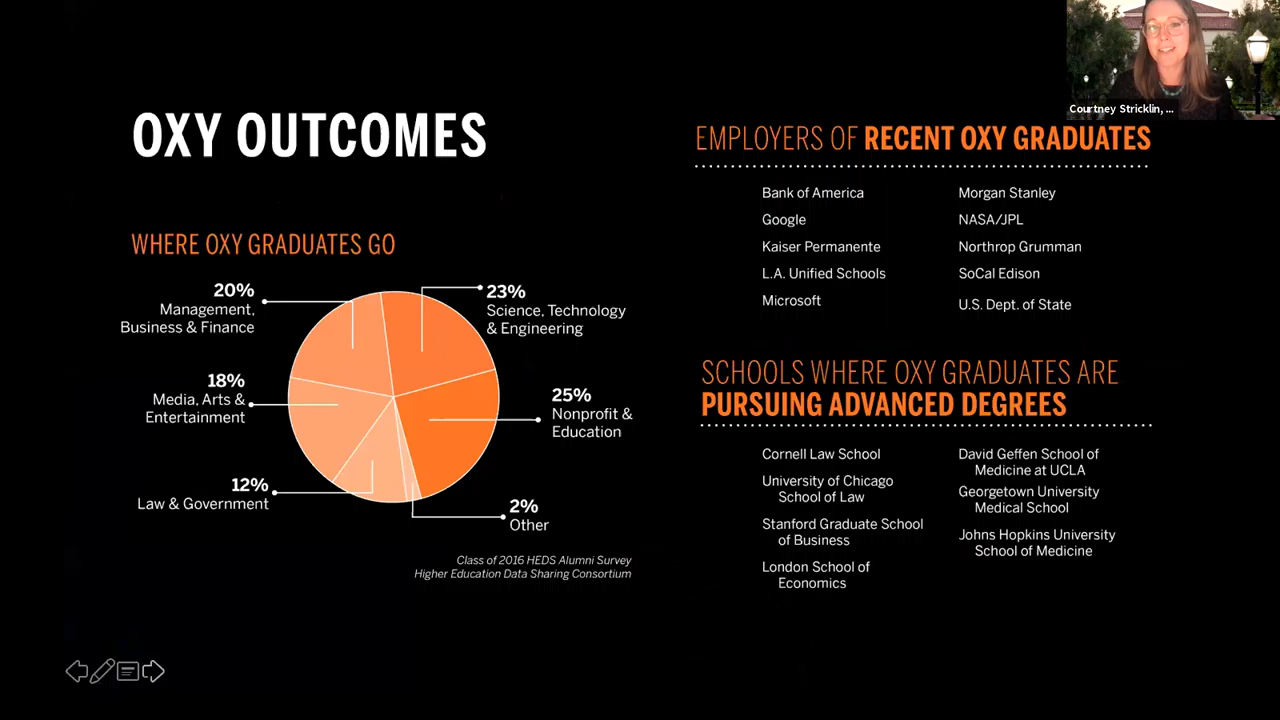 Courtney Stricklin, ...
OXY OUTCOMES
WHERE OXY GRADUATES GO
20%
Management,
Business & Finance
23%
Science, Technology
& Engineering
18%
Media, Arts &
Entertainment
25%
Nonprofit &
Education
12%
Law & Government
2%
Other
Class of 2016 HEDS Alumni Survey
Higher Education Data Sharing Consortium
EMPLOYERS OF RECENT OXY GRADUATES
Bank of America
Google
Kaiser Permanente
L.A. Unified Schools
Microsoft
Morgan Stanley
NASA/JPL
Northrop Grumman
SoCal Edison
U.S. Dept. of State
SCHOOLS WHERE OXY GRADUATES ARE
PURSUING ADVANCED DEGREES
Cornell Law School
University of Chicago
School of Law
Stanford Graduate School
of Business
London School of
Economics
David Geffen School of
Medicine at UCLA
Georgetown University
Medical School
Johns Hopkins University
School of Medicine